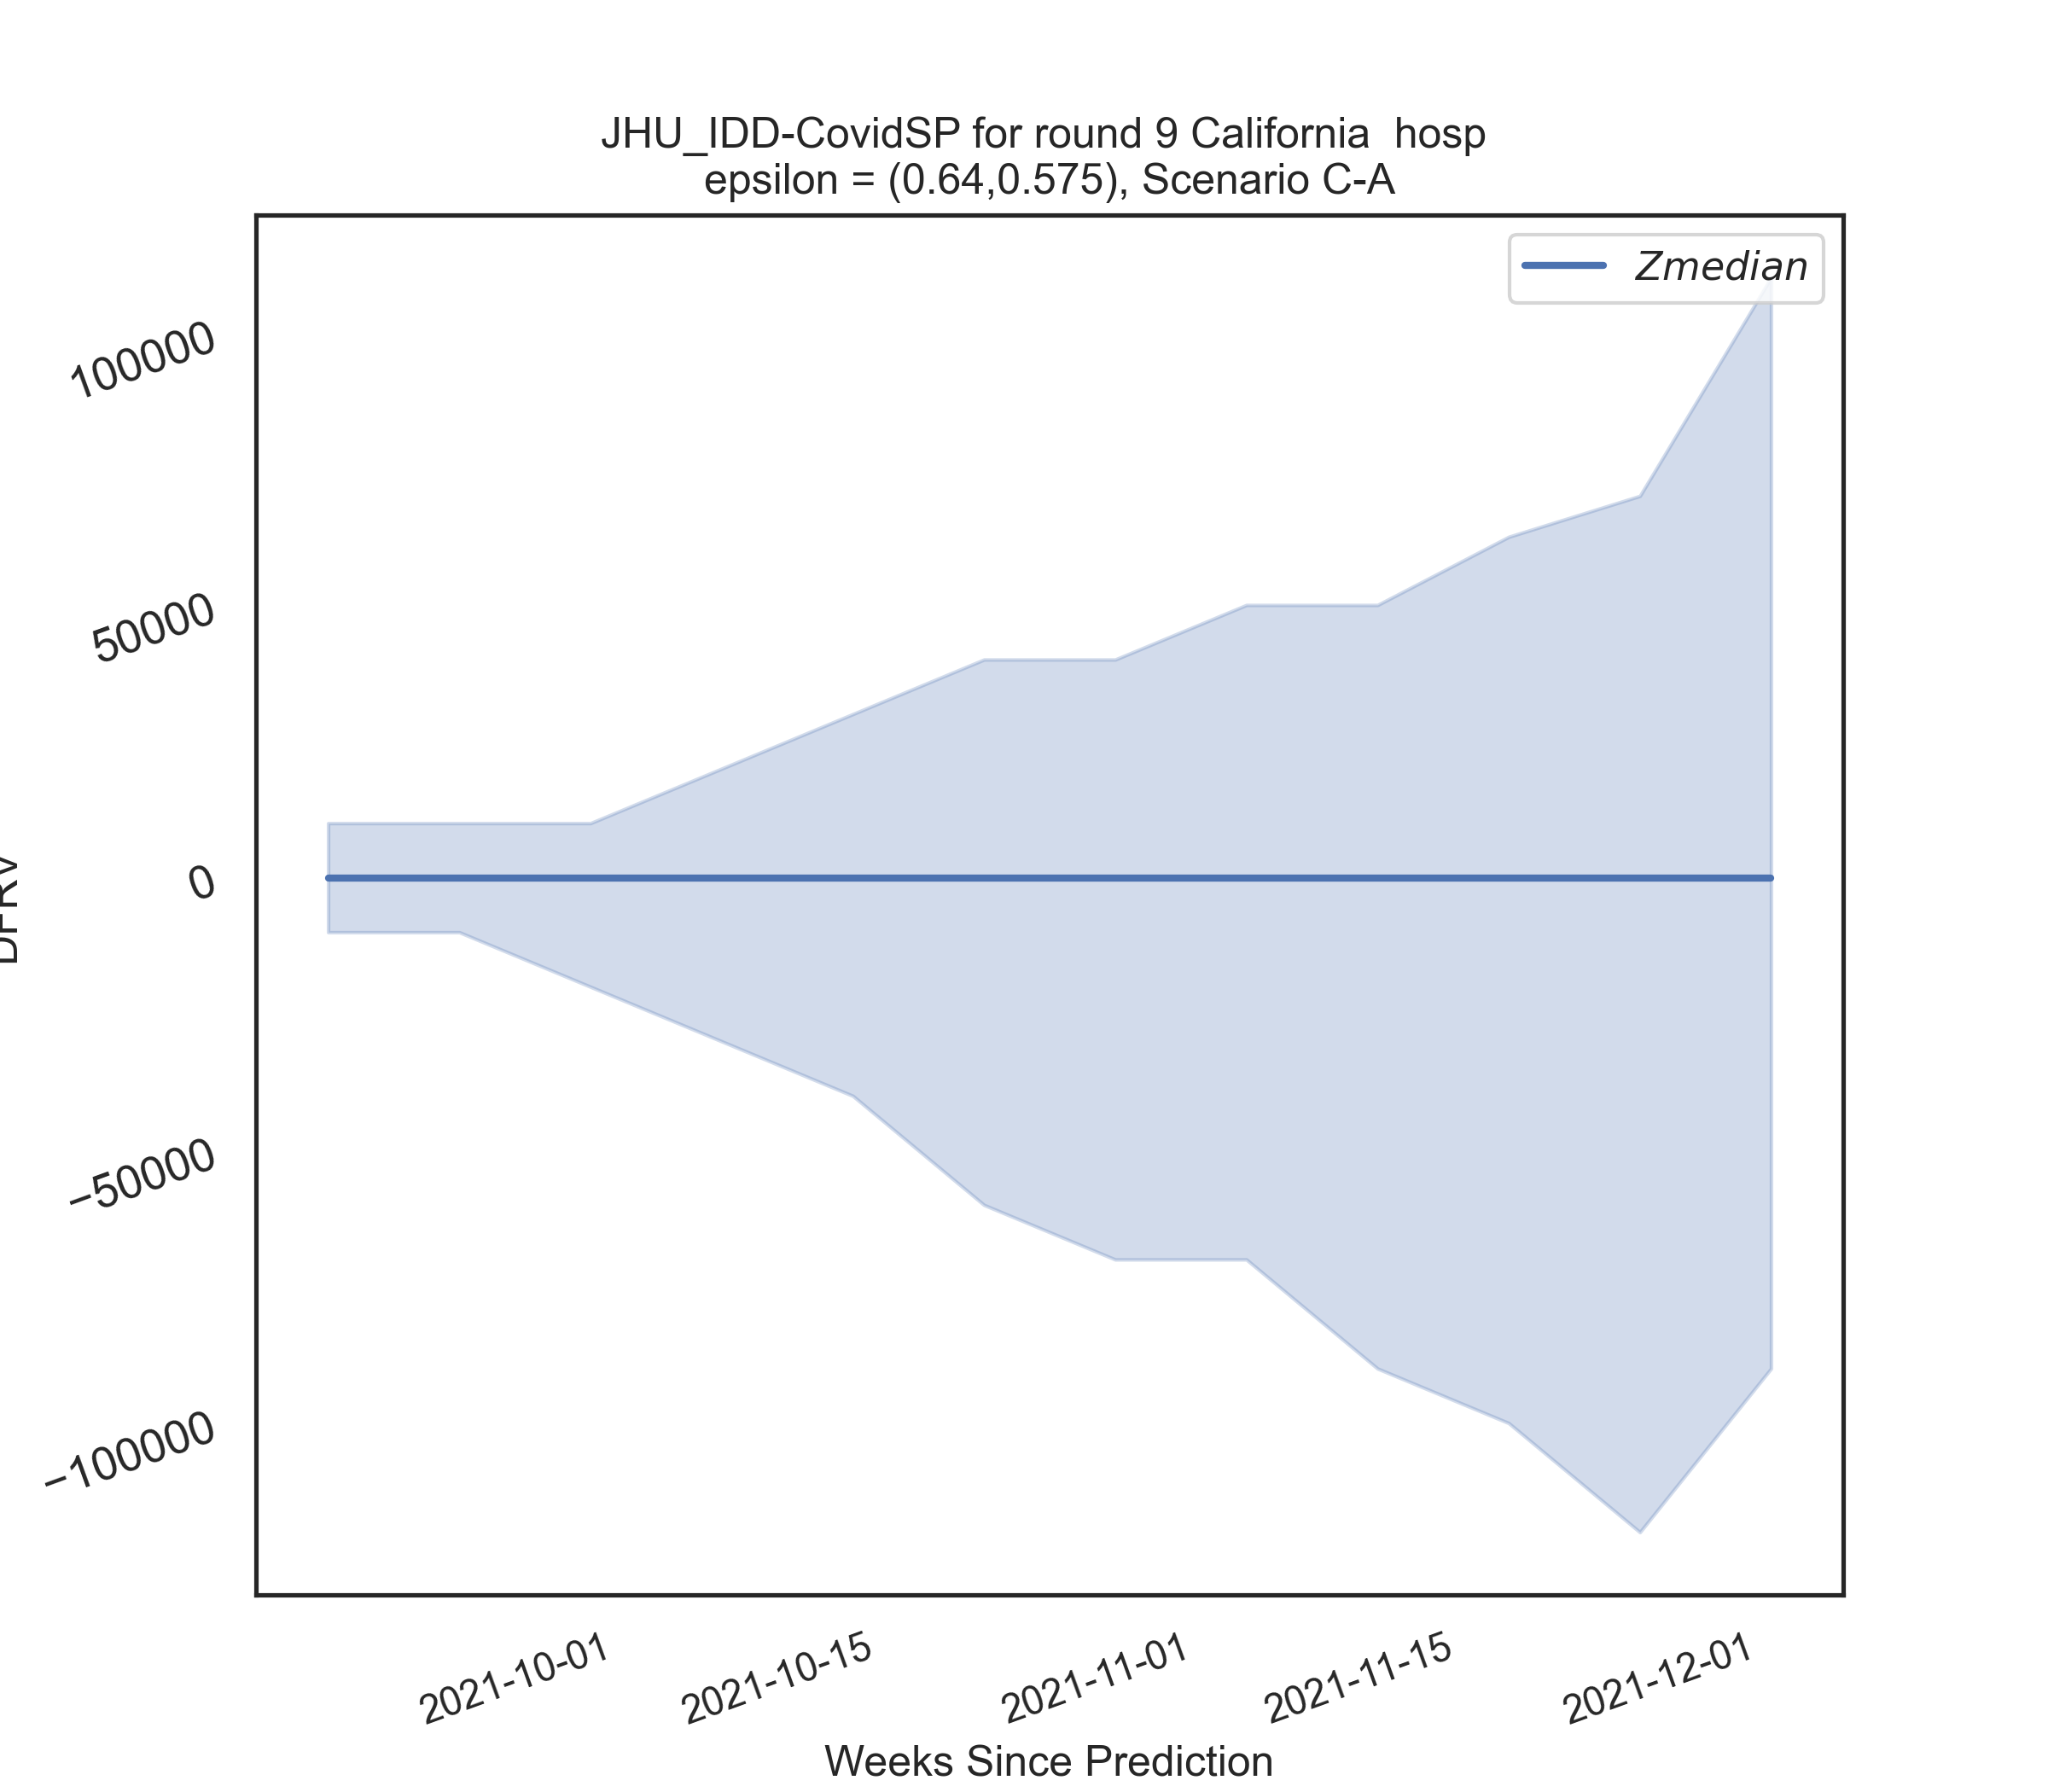 JHU_IDD-CovidSP for round 9 California  hosp
epsilon = (0.64,0.575), Scenario C-A
Zmedian
100000
50000
0
−50000
−100000
2021-10-01
2021-10-15
2021-11-01
2021-11-15
2021-12-01
Weeks Since Prediction